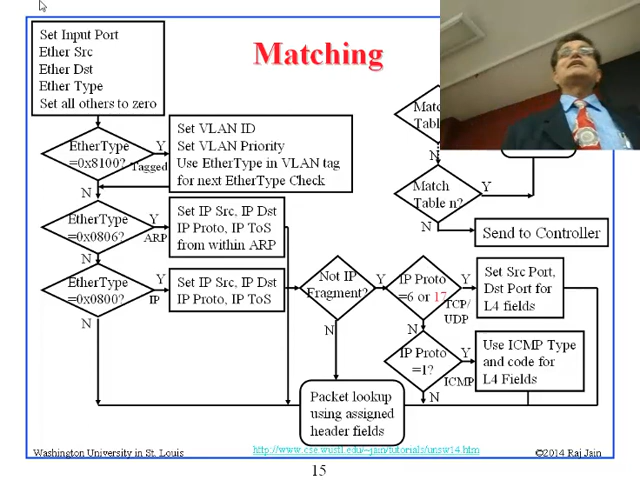 Matching
Set Input Port
Ether Src
Ether Dst
Ether Type
Set all others to zero
EtherType
=0x8100?
Y
Tagged
N
Set VLAN ID
Set VLAN Priority
Use EtherType in VLAN tag
for next EtherType Check
EtherType
=0x0806?
Y
ARP
N
Set IP Src, IP Dst
IP Proto, IP ToS
from within ARP
EtherType
=0x0800?
Y
IP
N
Set IP Src, IP Dst
IP Proto, IP ToS
Not IP
Fragment?
Y
N
IP Proto
=6 or 17
Y
TCP/
UDP
N
Set Src Port,
Dst Port for
L4 fields
IP Proto
=1?
Y
ICMP
N
Use ICMP Type
and code for
L4 Fields
Packet lookup
using assigned
header fields
Table
N
Match
Table n?
Y
N
Send to Controller
Washington University in St. Louis
http://www.cse.wustl.edu/~jain/tutorials/unsw14.htm
©2014 Raj Jain
15